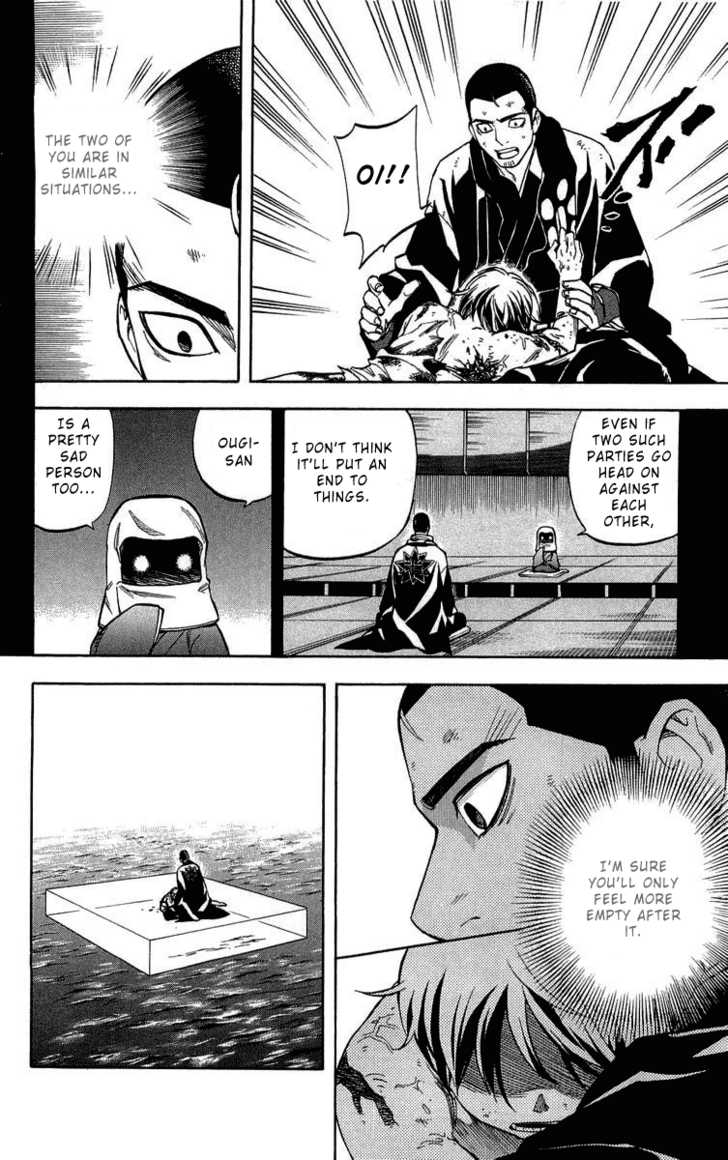 OI!!
THE TWO OF
YOU ARE IN
SIMILAR
SITUATIONS...
EVEN IF
TWO SUCH
PARTIES GO
HEAD ON
AGAINST
EACH
OTHER,
I DON'T THINK
IT'LL PUT AN
END TO
THINGS.
OUGI-
SAN
IS A
PRETTY
SAD
PERSON
TOO...
I'M SURE
YOU'LL ONLY
FEEL MORE
EMPTY AFTER
IT.